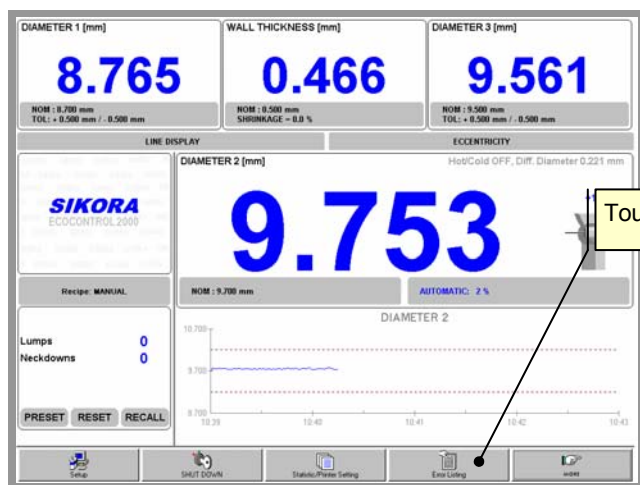 DIAMETER 1 [mm]
8.765
NOM : 8.700 mm
TOL: + 0.500 mm / - 0.500 mm
WALL THICKNESS [mm]
0.466
NOM : 0.500 mm
SHRINKAGE = 0.0 %
DIAMETER 3 [mm]
9.561
NOM : 9.500 mm
TOL: + 0.500 mm / - 0.500 mm
LINE DISPLAY
ECCENTRICITY
SIKORA
ECOCONTROL 2000
Recipe: MANUAL
Lumps 0
Neckdowns 0
PRESET RESET RECALL
DIAMETER 2 [mm]
Hot/Cold OFF, Diff. Diameter 0.221 mm
9.753
Tou
NOM : 9.700 mm
AUTOMATIC: 2 %
DIAMETER 2
10.700
9.700
8.700
10:39 10:40 10:41 10:42 10:43
Setup
SHUT DOWN
Statistic/Printer Setting
Error Listing